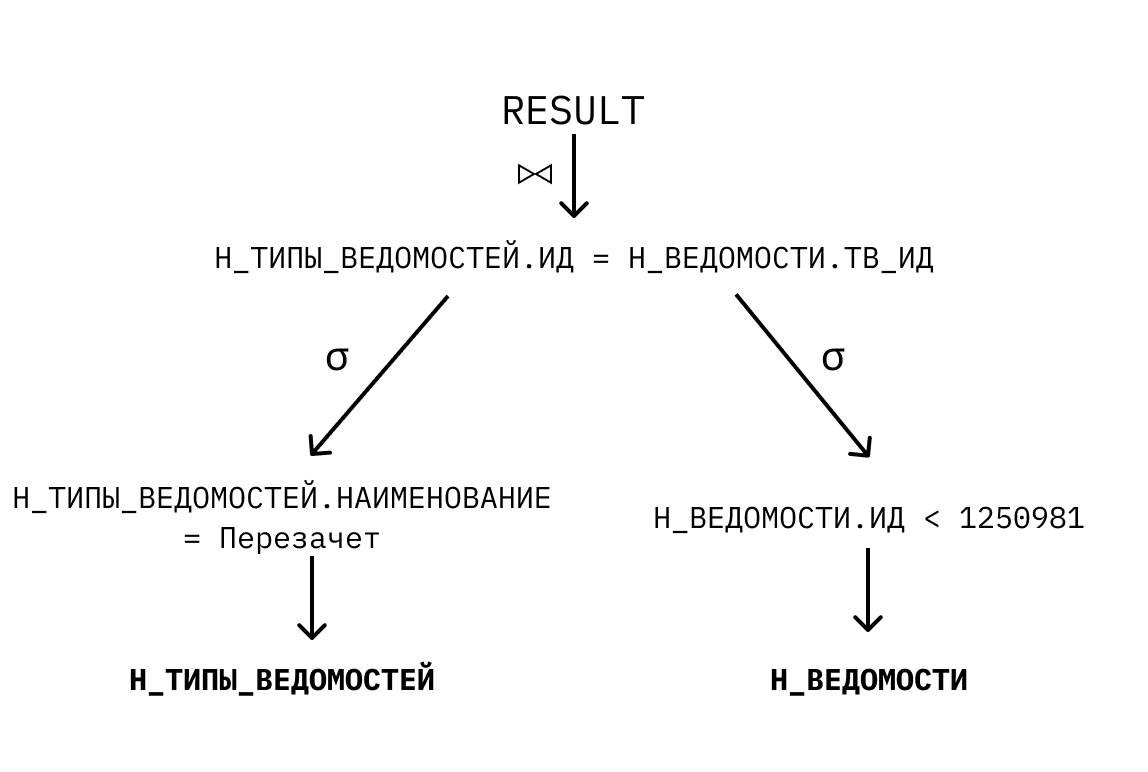 RESULT
⋈
Н_ТИПЫ_ВЕДОМОСТЕЙ.ИД = Н_ВЕДОМОСТИ.ТВ_ИД
σ σ
Н_ТИПЫ_ВЕДОМОСТЕЙ.НАИМЕНОВАНИЕ
= Перезачет
Н_ВЕДОМОСТИ.ИД < 1250981
Н_ТИПЫ_ВЕДОМОСТЕЙ
Н_ВЕДОМОСТИ